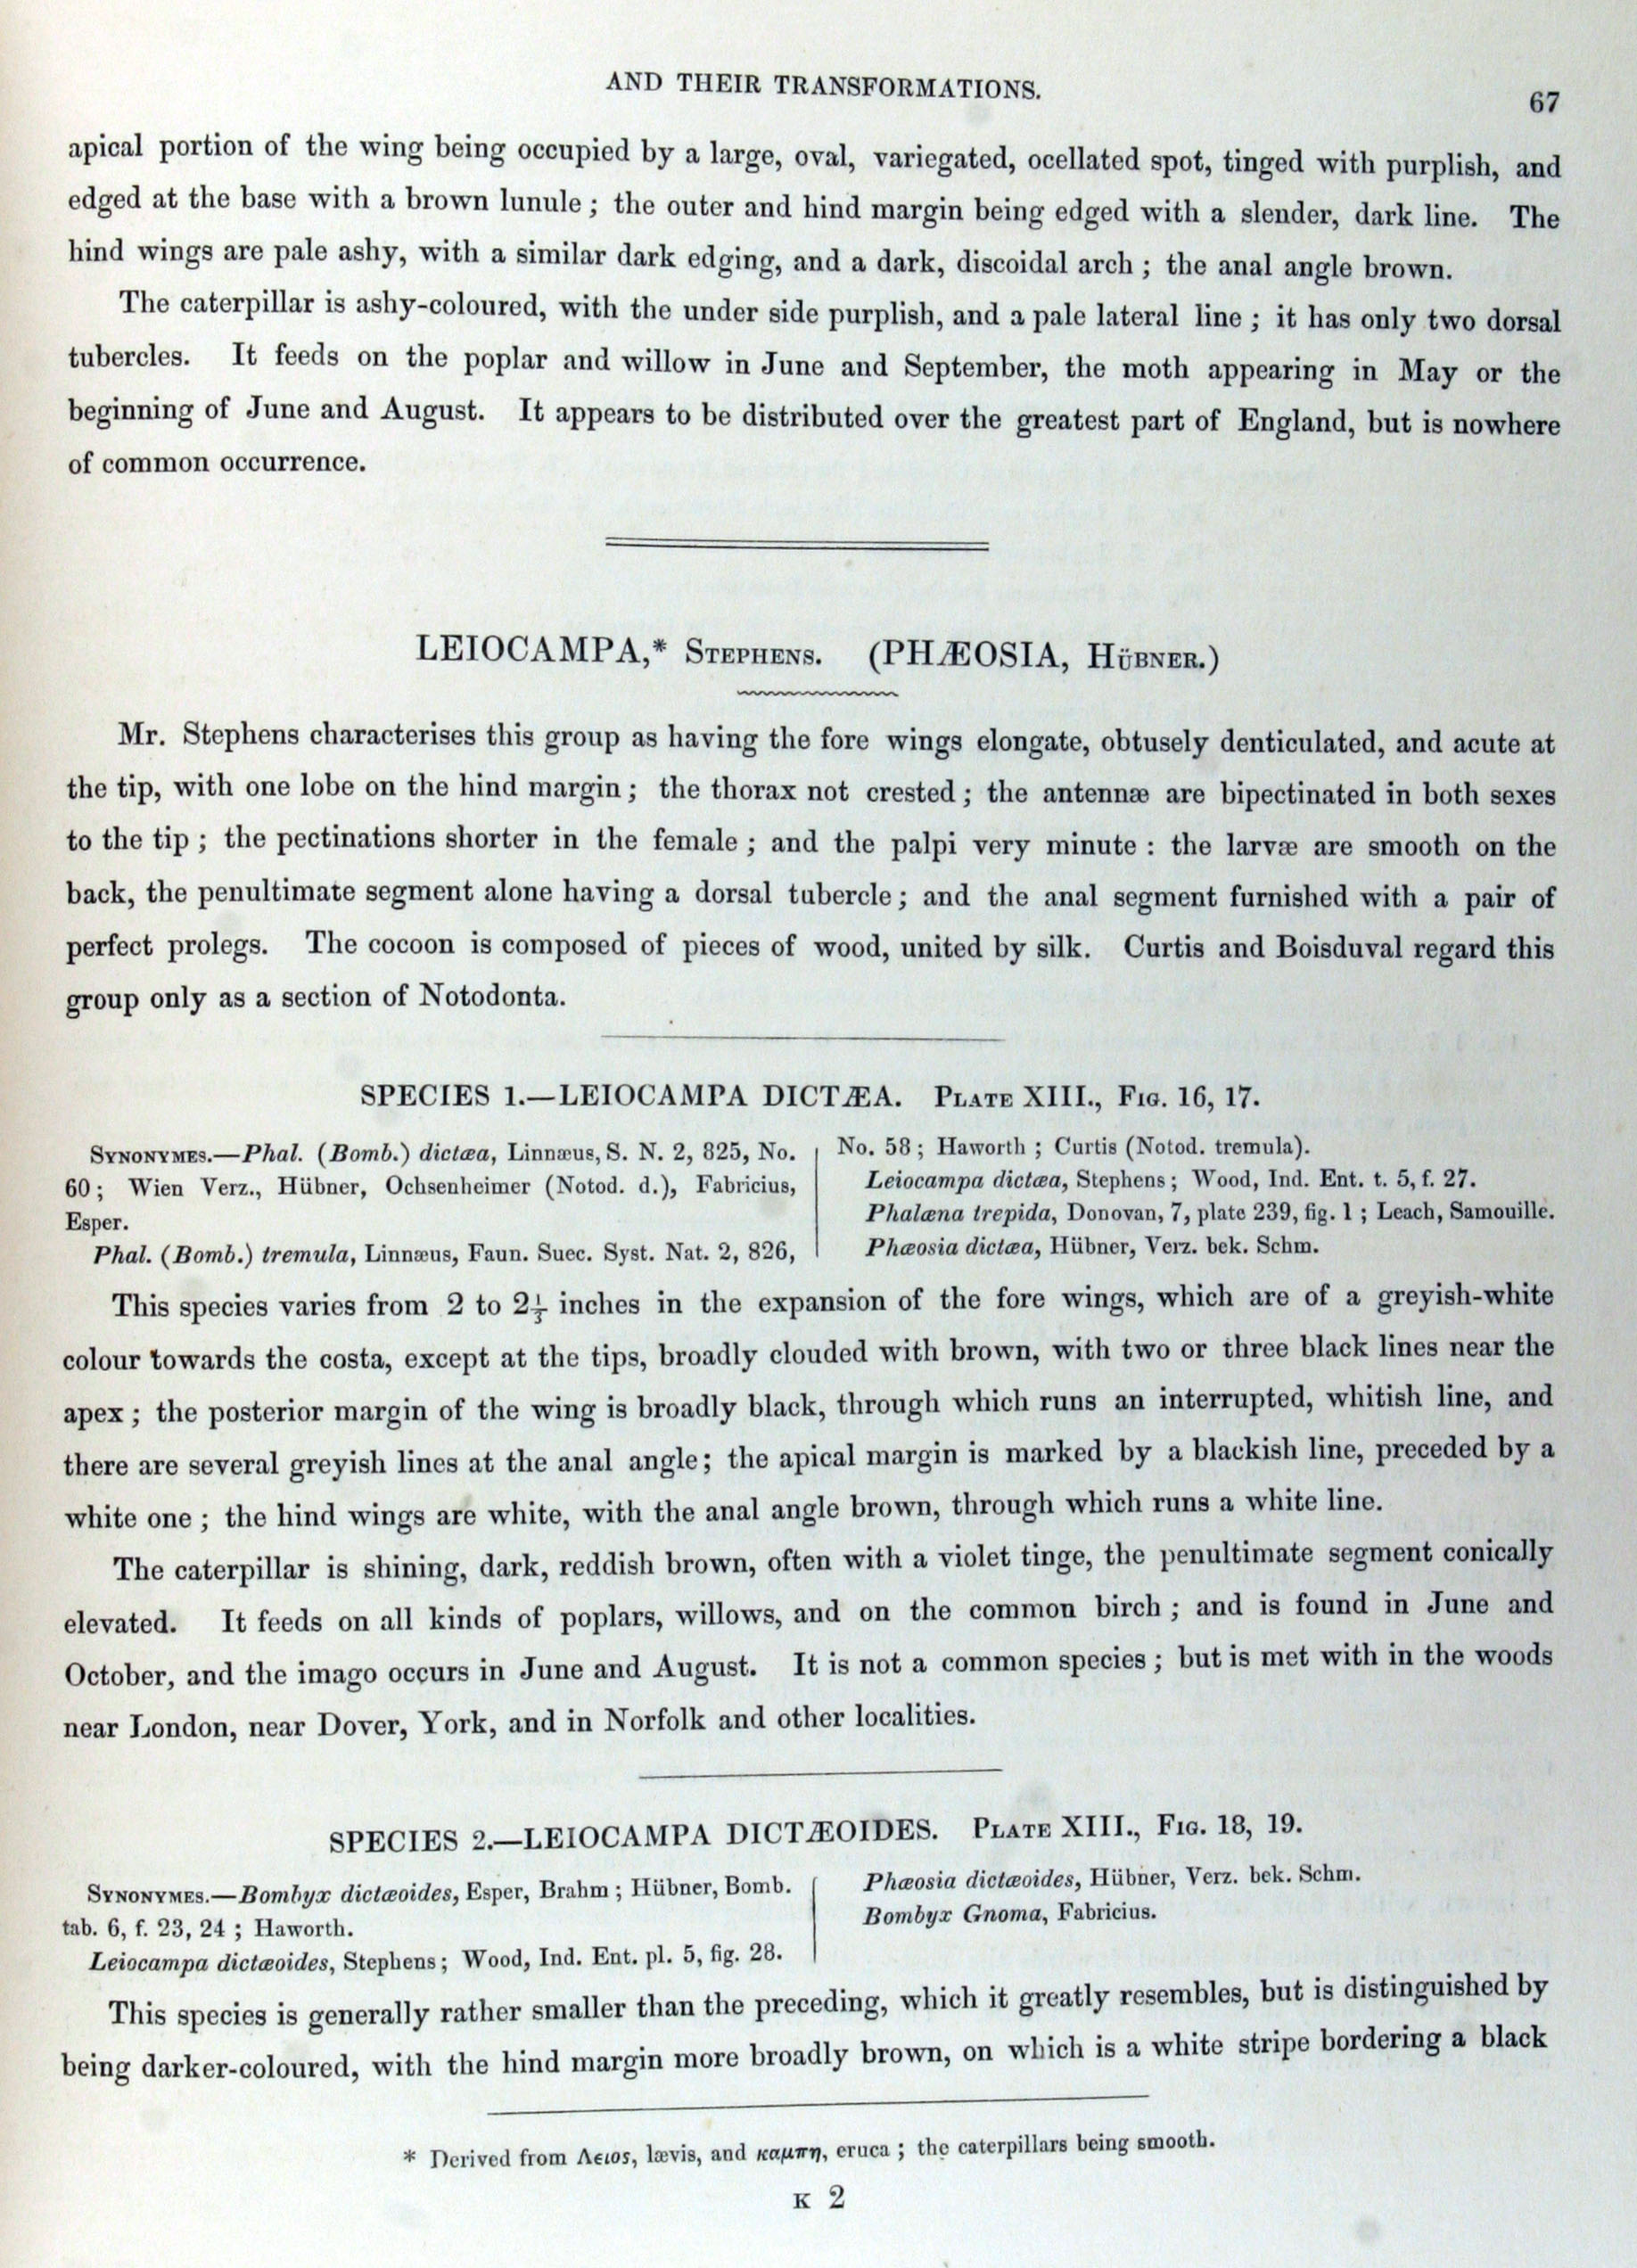 AND THEIR TRANSFORMATIONS.
67
apical portion of the wing being occupied by a large, oval, variegated, ocellated spot, tinged with purplish, and
edged at the base with a brown lunule ; the outer and hind margin being edged with a slender, dark line. The
hind wings are pale ashy, with a similar dark edging, and a dark, discoidal arch ; the anal angle brown.
The caterpillar is ashy-coloured, with the under side purplish, and a pale lateral line ; it has only two dorsal
tubercles. It feeds on the poplar and willow in June and September, the moth appearing in May or the
beginning of June and August. It appears to be distributed over the greatest part of England, but is nowhere
of common occurrence.
LEIOCAMPA,* STEPHENS. (PHÆOSIA, HÜBNER.)
Mr. Stephens characterises this group as having the fore wings elongate, obtusely denticulated, and acute at
the tip, with one lobe on the hind margin ; the thorax not crested ; the antennæ are bipectinated in both sexes
to the tip ; the pectinations shorter in the female ; and the palpi very minute : the larvæ are smooth on the
back, the penultimate segment alone having a dorsal tubercle ; and the anal segment furnished with a pair of
perfect prolegs. The cocoon is composed of pieces of wood, united by silk. Curtis and Boisduval regard this
group only as a section of Notodonta.
SPECIES 1.—LEIOCAMPA DICTÆA. PLATE XIII., FIG. 16, 17.
SYNONYMES.—Phal. (Bomb.) dictæa, Linnæus, S. N. 2, 825, No.
60 ; Wien Verz., Hübner, Ochsenheimer (Notod. d.), Fabricius,
Esper.
Phal. (Bomb.) tremula, Linnæus, Faun. Suec. Syst. Nat. 2, 826,
No. 58 ; Haworth ; Curtis (Notod. tremula).
Leiocampa dictæa, Stephens ; Wood, Ind. Ent. t. 5, f. 27.
Phalæna trepida, Donovan, 7, plate 239, fig. 1 ; Leach, Samouille.
Phæosia dictæa, Hübner, Verz. bek. Schm.
This species varies from 2 to 2½ inches in the expansion of the fore wings, which are of a greyish-white
colour towards the costa, except at the tips, broadly clouded with brown, with two or three black lines near the
apex ; the posterior margin of the wing is broadly black, through which runs an interrupted, whitish line, and
there are several greyish lines at the anal angle ; the apical margin is marked by a blackish line, preceded by a
white one ; the hind wings are white, with the anal angle brown, through which runs a white line.
The caterpillar is shining, dark, reddish brown, often with a violet tinge, the penultimate segment conically
elevated. It feeds on all kinds of poplars, willows, and on the common birch ; and is found in June and
October, and the imago occurs in June and August. It is not a common species ; but is met with in the woods
near London, near Dover, York, and in Norfolk and other localities.
SPECIES 2.—LEIOCAMPA DICTÆOIDES. PLATE XIII., FIG. 18, 19.
SYNONYMES.—Bombyx dictæoides, Esper, Brahm ; Hübner, Bomb.
tab. 6, f. 23, 24 ; Haworth.
Leiocampa dictæoides, Stephens ; Wood, Ind. Ent. pl. 5, fig. 28.
Phæosia dictæoides, Hübner, Verz. bek. Schm.
Bombyx Gnoma, Fabricius.
This species is generally rather smaller than the preceding, which it greatly resembles, but is distinguished by
being darker-coloured, with the hind margin more broadly brown, on which is a white stripe bordering a black
* Derived from Λειος, lævis, and καμπη, eruca ; the caterpillars being smooth.
K 2